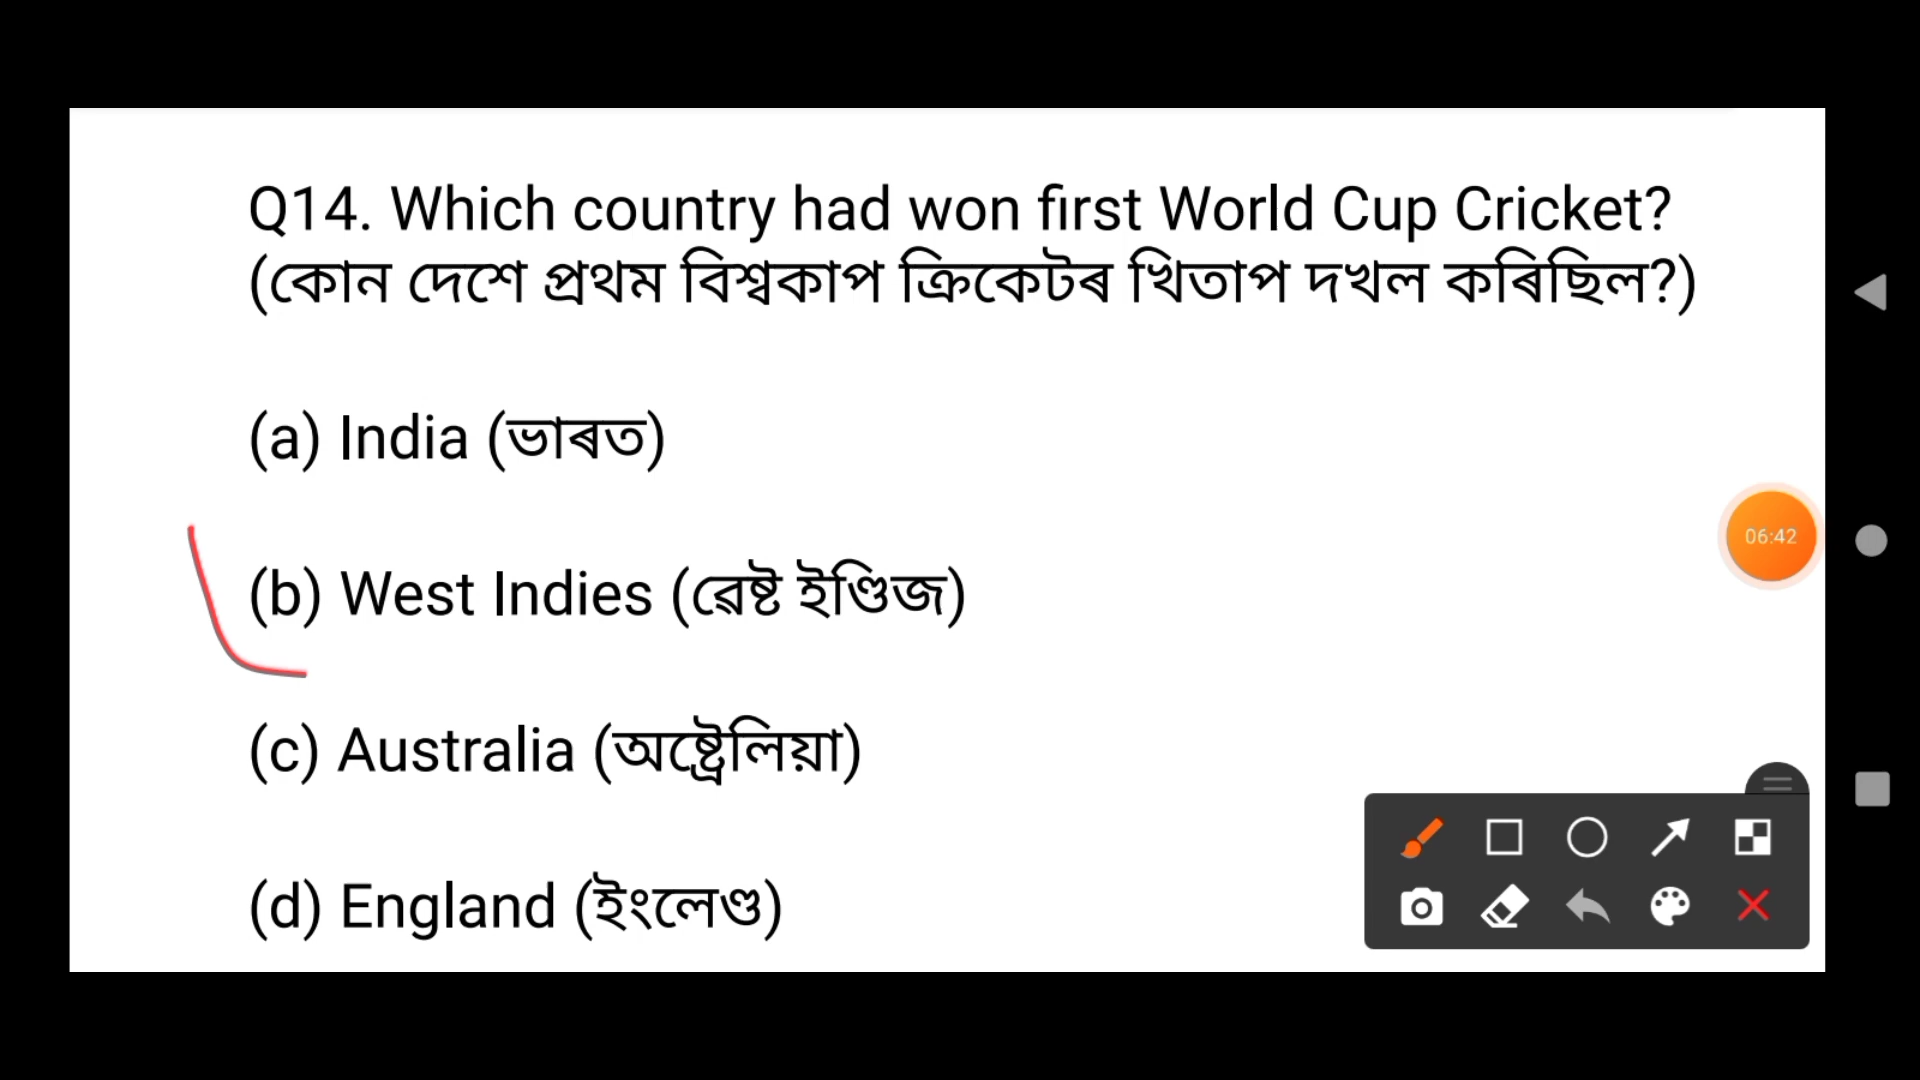 Q14. Which country had won first World Cup Cricket?
(কোন দেশে প্ৰথম বিশ্বকাপ ক্ৰিকেটৰ খিতাপ দখল কৰিছিল?)
(a) India (ভাৰত)
(b) West Indies (ৱেষ্ট ইণ্ডিজ)
06:42
(c) Australia (অষ্ট্ৰেলিয়া)
(d) England (ইংলেণ্ড)